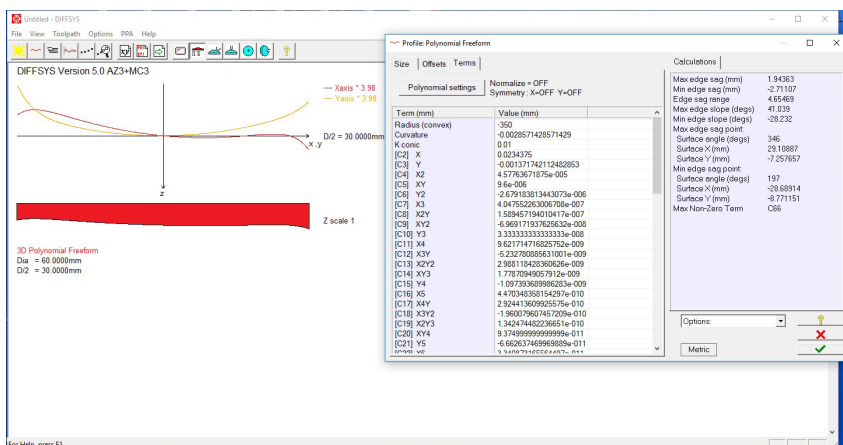 Untitled - DIFFSYS
File View Toolpath Options PPA Help
DIFFSYS Version 5.0 AZ3+MC3
Xaxis * 3.98
Yaxis * 3.98
D/2 = 30.0000mm
x ,y
z
Z scale 1
3D Polynomial Freeform
Dia = 60.0000mm
D/2 = 30.0000mm
Profile: Polynomial Freeform
Size Offsets Terms
Polynomial settings
Normalize = OFF
Symmetry : X=OFF Y=OFF
Term (mm) Value (mm)
Radius (convex) -350
Curvature -0.0028571428571429
K conic 0.01
[C2] X 0.0234375
[C3] Y -0.001371742112482853
[C4] X2 4.57763671875e-005
[C5] XY 9.6e-006
[C6] Y2 -2.679183813443073e-006
[C7] X3 4.047552263006708e-007
[C8] X2Y 1.589457194010417e-007
[C9] XY2 -6.969171937625632e-008
[C10] Y3 3.333333333333333e-008
[C11] X4 9.621714716825752e-009
[C12] X3Y -5.232780885631001e-009
[C13] X2Y2 2.988118428360626e-009
[C14] XY3 1.77870949057912e-009
[C15] Y4 -1.097393689986283e-009
[C16] X5 4.470348358154297e-010
[C17] X4Y 2.924413609925575e-010
[C18] X3Y2 -1.960079607457209e-010
[C19] X2Y3 1.342474482236651e-010
[C20] XY4 9.374999999999999e-011
[C21] Y5 -6.662637469969889e-011
Calculations
Max edge sag (mm) 1.94363
Min edge sag (mm) -2.71107
Edge sag range 4.65469
Max edge slope (degs) 41.039
Min edge slope (degs) -28.232
Max edge sag point
Surface angle (degs) 346
Surface X (mm) 29.10887
Surface Y (mm) -7.257657
Min edge sag point
Surface angle (degs) 197
Surface X (mm) -28.68914
Surface Y (mm) -8.771151
Max Non-Zero Term C66
Options:
Metric
For Help, press F1